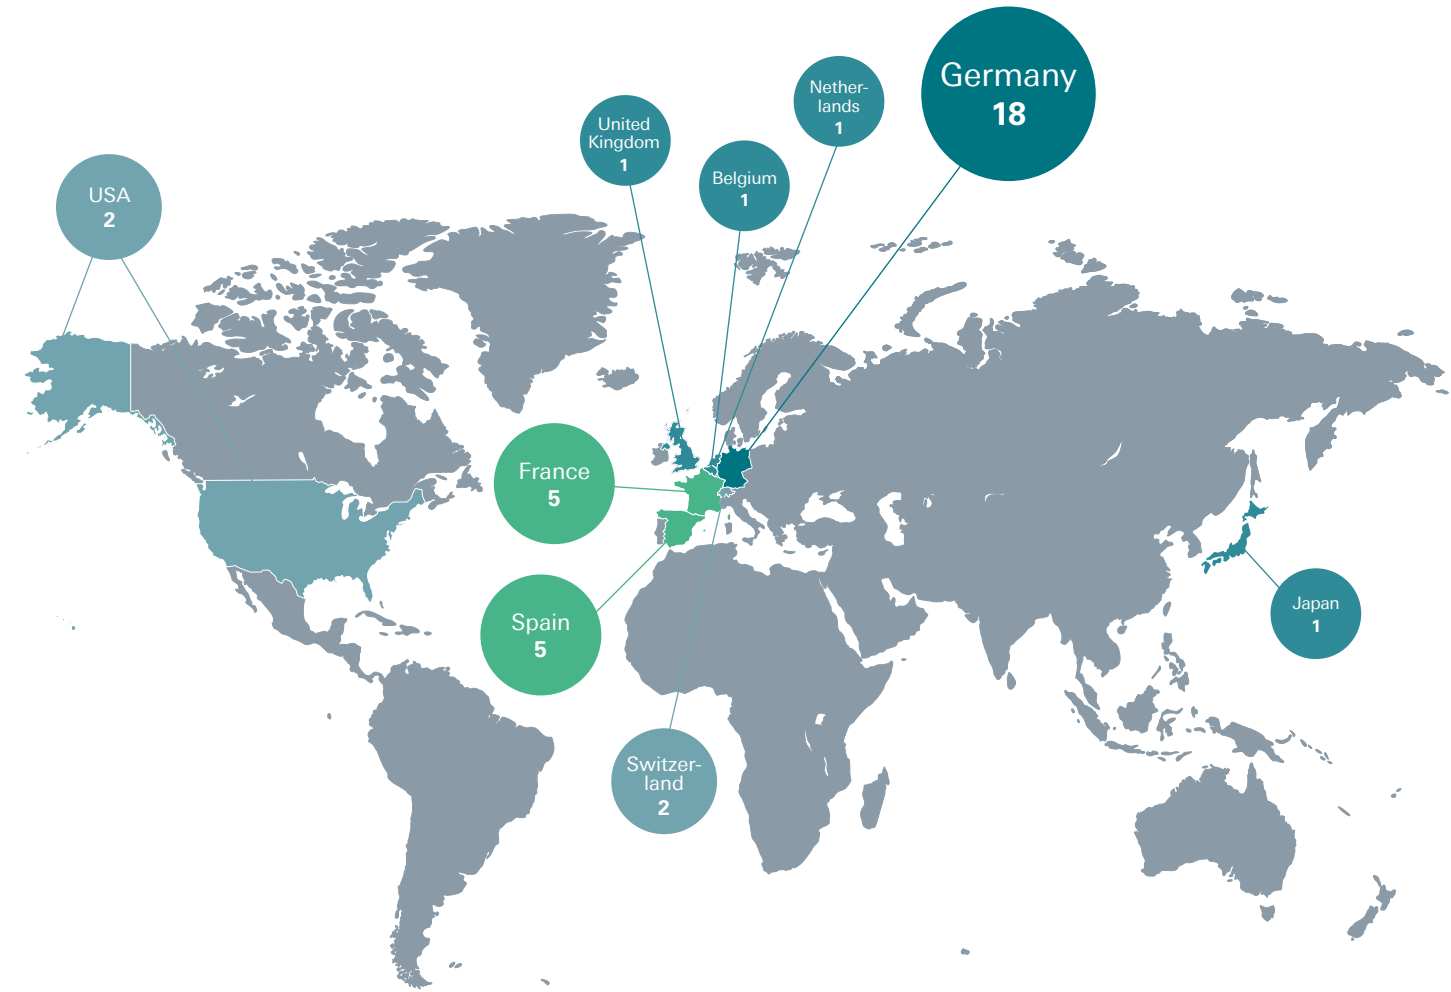 Germany
18
Nether-
lands
1
United
Kingdom
1
Belgium
1
USA
2
France
5
Spain
5
Japan
1
Switzer-
land
2